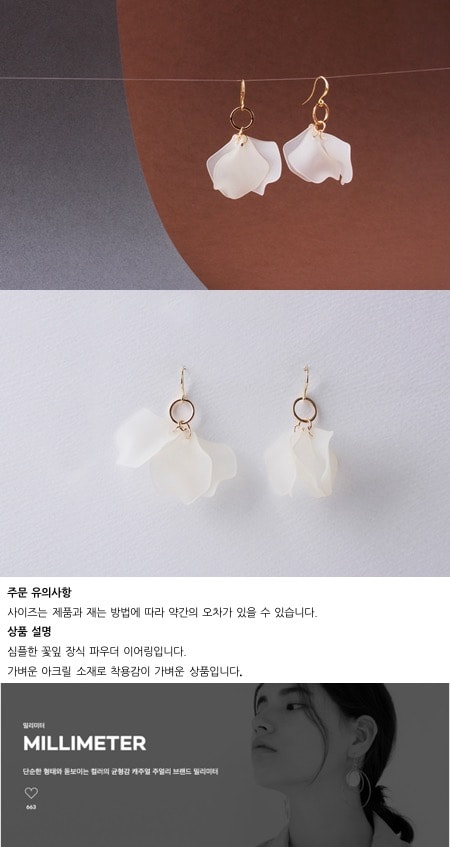 주문 유의사항
사이즈는 제품과 재는 방법에 따라 약간의 오차가 있을 수 있습니다.
상품 설명
심플한 꽃잎 장식 파우더 이어링입니다.
가벼운 아크릴 소재로 착용감이 가벼운 상품입니다.
밀리미터
MILLIMETER
단순한 형태와 돋보이는 컬러의 균형감 캐주얼 주얼리 브랜드 밀리미터
663